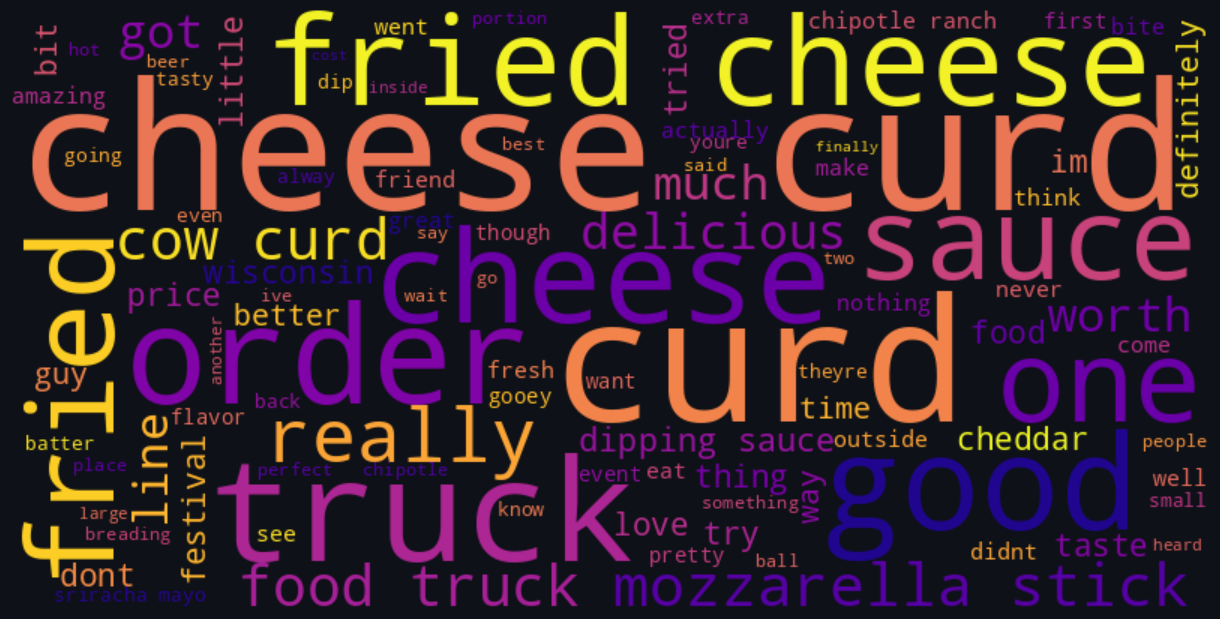 bit
hot
got
little
beer
tasty
amazing
fried cheese
went
cost
dip
inside
portion
extra
tried
chipotle ranch
first
bite
definitely
cheese curd
going
alway
friend
best
actually
youre
said
much
finally
make
im
think
even
cow curd
great
say
though
delicious
sauce
wisconsin
cheese
go
wait
two
price
ive
better
nothing
never
worth
food
come
fried
order
another
guy
fresh
gooey
curd
want
theyre
time
one
back
flavor
line
festival
batter
place
large
breading
dont
sriracha mayo
really
perfect
chipotle
dipping sauce
outside
cheddar
people
truck
see
know
event
eat
thing
something
way
good
well
small
love
try
pretty
ball
didnt
taste
heard
food truck
mozzarella stick